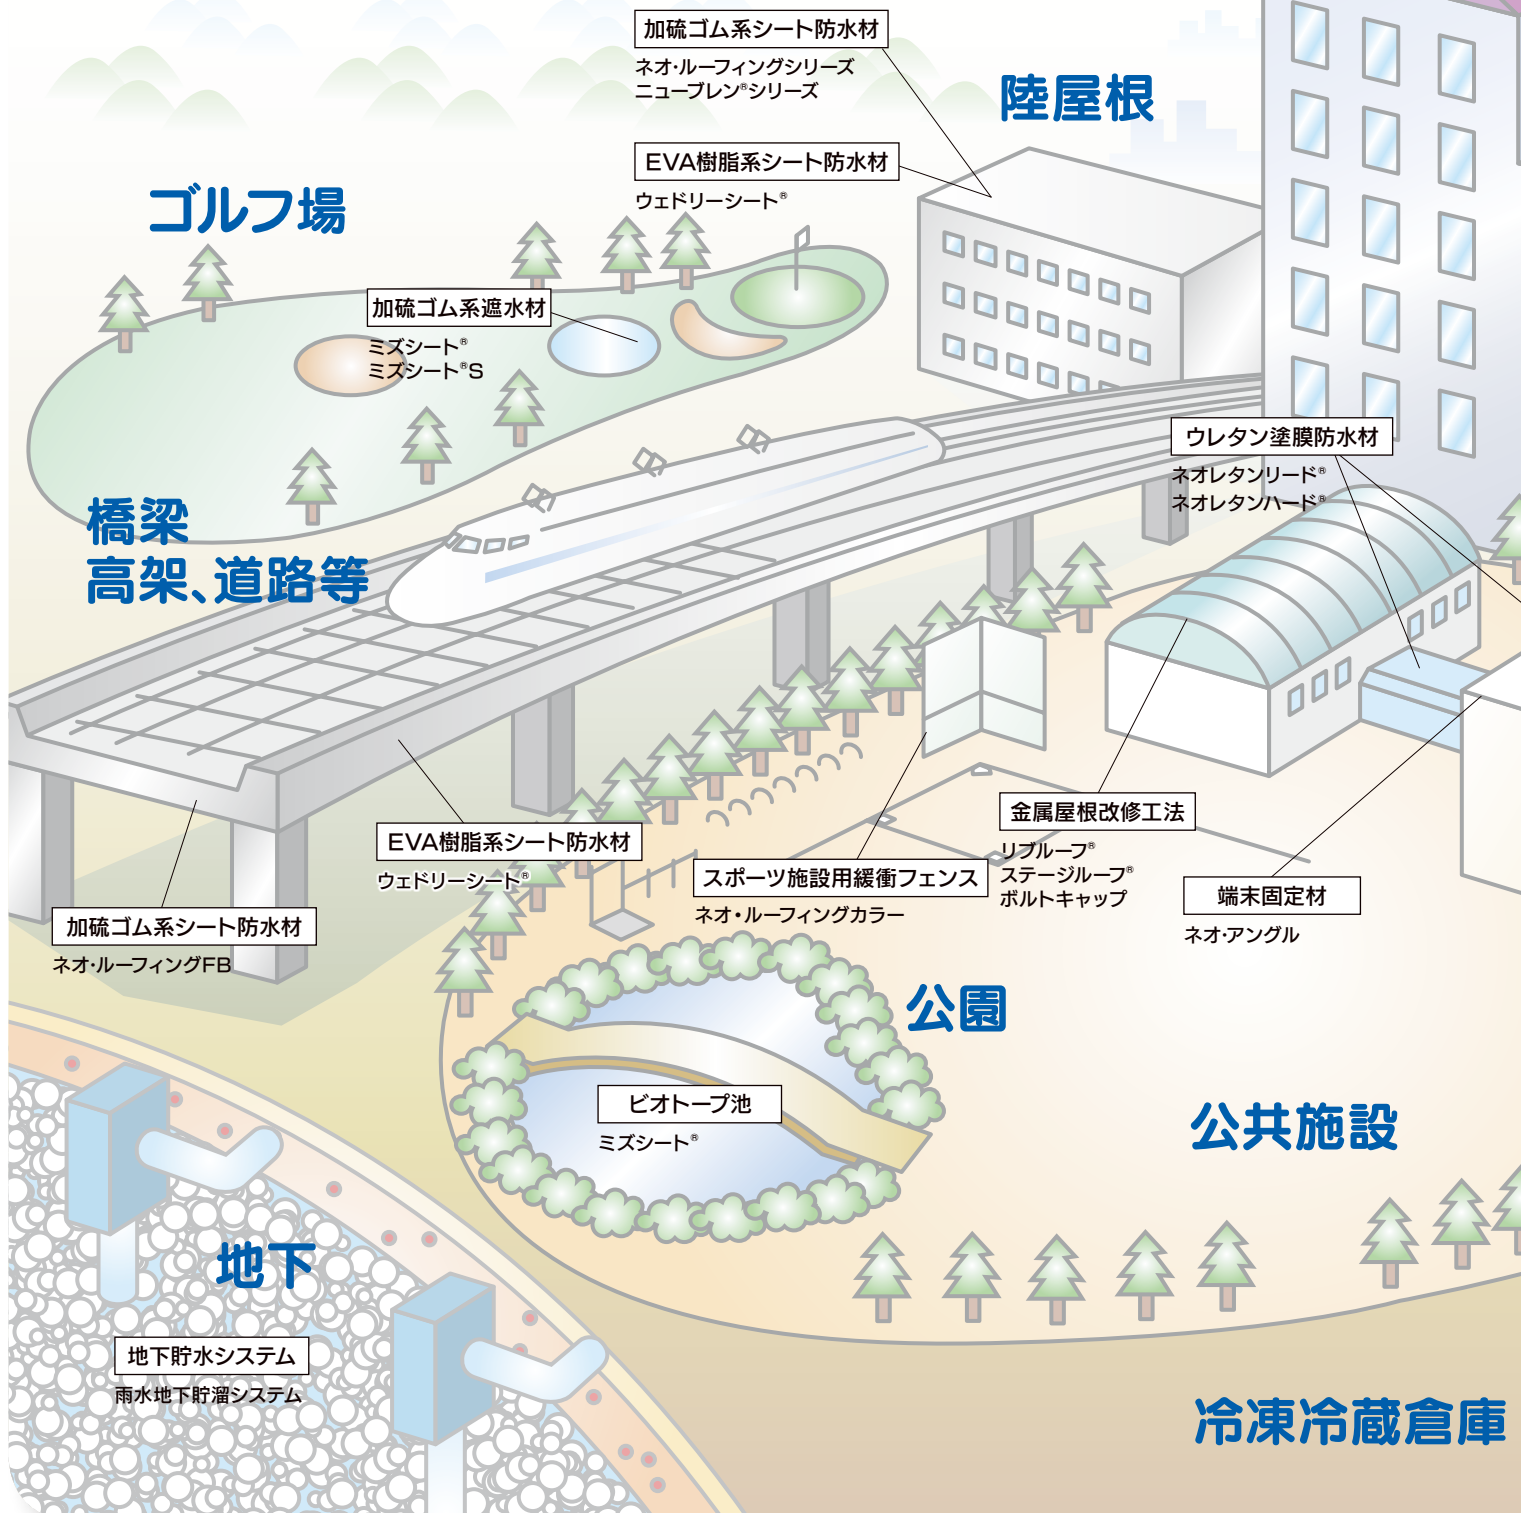 加硫ゴム系シート防水材
ネオ・ルーフィングシリーズ
ニューブレン®シリーズ
陸屋根
EVA樹脂系シート防水材
ウェドリーシート®
ゴルフ場
加硫ゴム系遮水材
ミズシート®
ミズシート®S
ウレタン塗膜防水材
ネオレタンリード®
ネオレタンハード®
橋梁
高架、道路等
金属屋根改修工法
リブルーフ®
ステージルーフ®
ボルトキャップ
EVA樹脂系シート防水材
ウェドリーシート®
スポーツ施設用緩衝フェンス
ネオ・ルーフィングカラー
端末固定材
ネオ・アングル
加硫ゴム系シート防水材
ネオ・ルーフィングFB
公園
ビオトープ池
ミズシート®
公共施設
地下
地下貯水システム
雨水地下貯溜システム
冷凍冷蔵倉庫